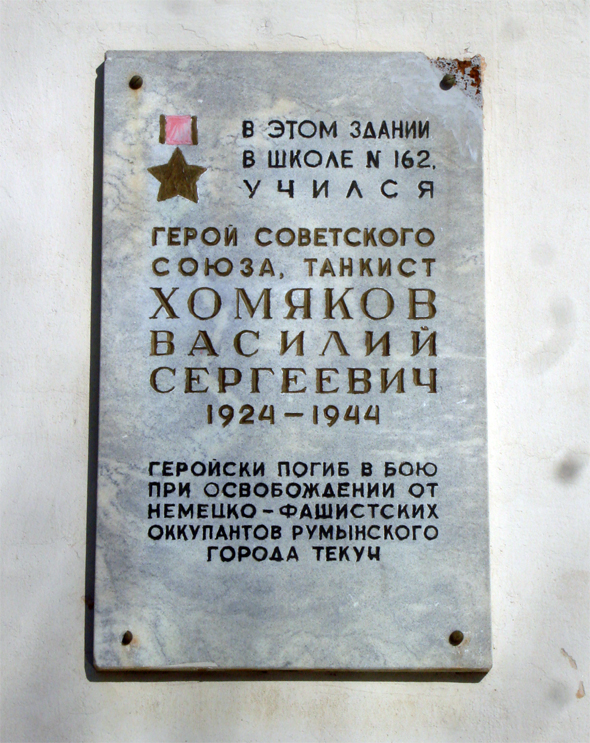 В ЭТОМ ЗДАНИИ
В ШКОЛЕ N 162,
УЧИЛСЯ
ГЕРОЙ СОВЕТСКОГО
СОЮЗА, ТАНКИСТ
ХОМЯКОВ
ВАСИЛИЙ
СЕРГЕЕВИЧ
1924–1944
ГЕРОЙСКИ ПОГИБ В БОЮ
ПРИ ОСВОБОЖДЕНИИ ОТ
НЕМЕЦКО-ФАШИСТСКИХ
ОККУПАНТОВ РУМЫНСКОГО
ГОРОДА ТЕКУЧ